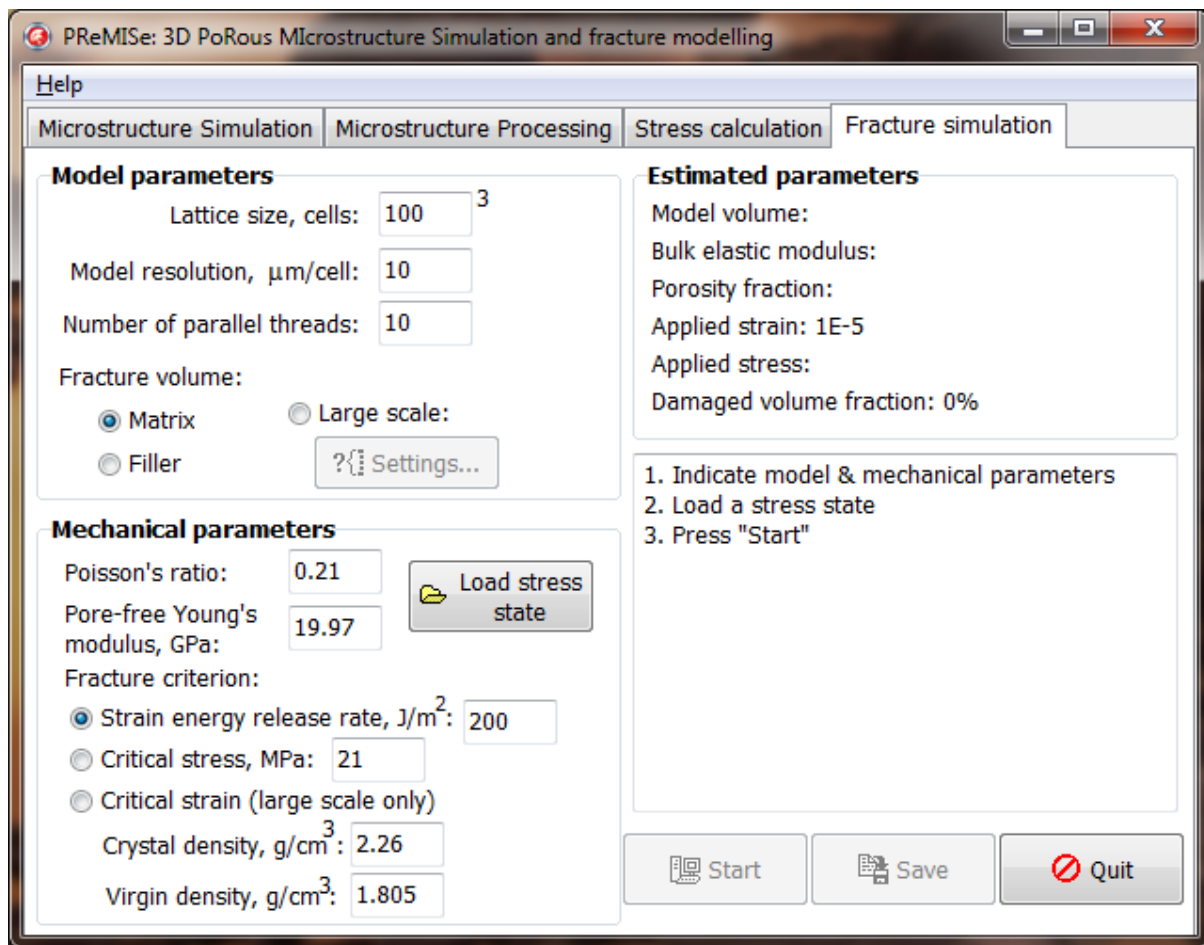 PReMISe: 3D PoRous MIcrostructure Simulation and fracture modelling
Help
Microstructure Simulation
Microstructure Processing
Stress calculation
Fracture simulation
Model parameters
Lattice size, cells: 100 3
Model resolution, μm/cell: 10
Number of parallel threads: 10
Fracture volume:
Matrix
Large scale:
Filler
?{ Settings...
Mechanical parameters
Poisson's ratio: 0.21
Load stress
state
Pore-free Young's
modulus, GPa: 19.97
Fracture criterion:
Strain energy release rate, J/m2: 200
Critical stress, MPa: 21
Critical strain (large scale only)
Crystal density, g/cm3: 2.26
Virgin density, g/cm3: 1.805
Estimated parameters
Model volume:
Bulk elastic modulus:
Porosity fraction:
Applied strain: 1E-5
Applied stress:
Damaged volume fraction: 0%
1. Indicate model & mechanical parameters
2. Load a stress state
3. Press "Start"
Start
Save
Quit